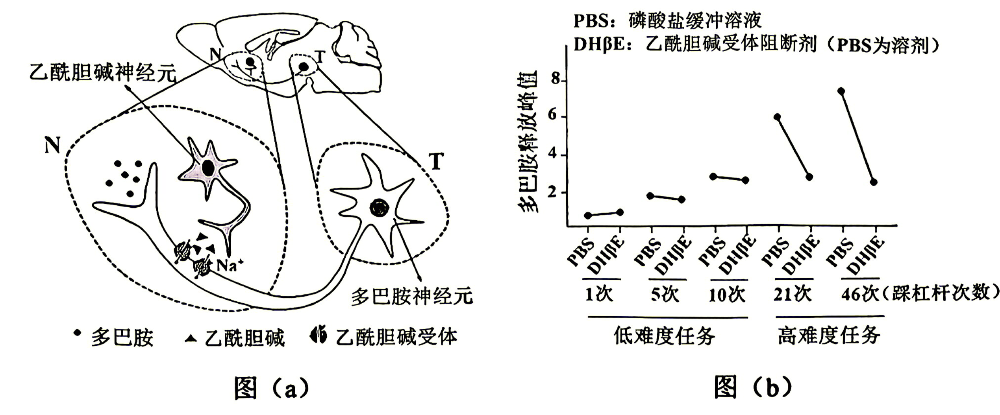 N
T
乙酰胆碱神经元
N
T
Na⁺
多巴胺神经元
多巴胺
乙酰胆碱
乙酰胆碱受体
图（a）
PBS：磷酸盐缓冲溶液
DHβE：乙酰胆碱受体阻断剂（PBS为溶剂）
多巴胺释放峰值
8
6
4
2
PBS
DHβE
PBS
DHβE
PBS
DHβE
PBS
DHβE
PBS
DHβE
1次
5次
10次
21次
46次（踩杠杆次数）
低难度任务
高难度任务
图（b）